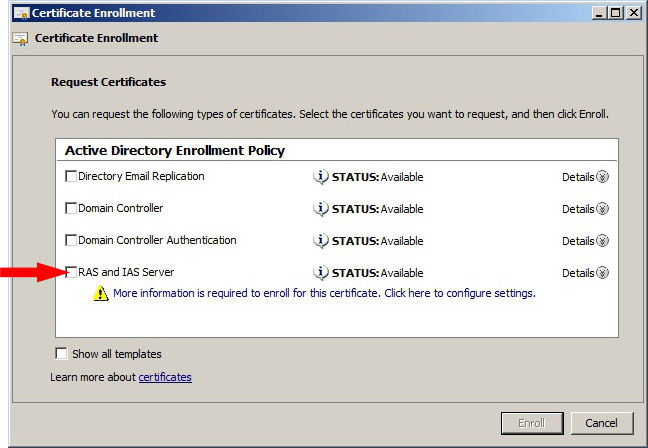 Certificate Enrollment
Certificate Enrollment
Request Certificates
You can request the following types of certificates. Select the certificates you want to request, and then click Enroll.
Active Directory Enrollment Policy
Directory Email Replication STATUS: Available Details
Domain Controller STATUS: Available Details
Domain Controller Authentication STATUS: Available Details
RAS and IAS Server STATUS: Available Details
More information is required to enroll for this certificate. Click here to configure settings.
Show all templates
Learn more about certificates
Enroll Cancel